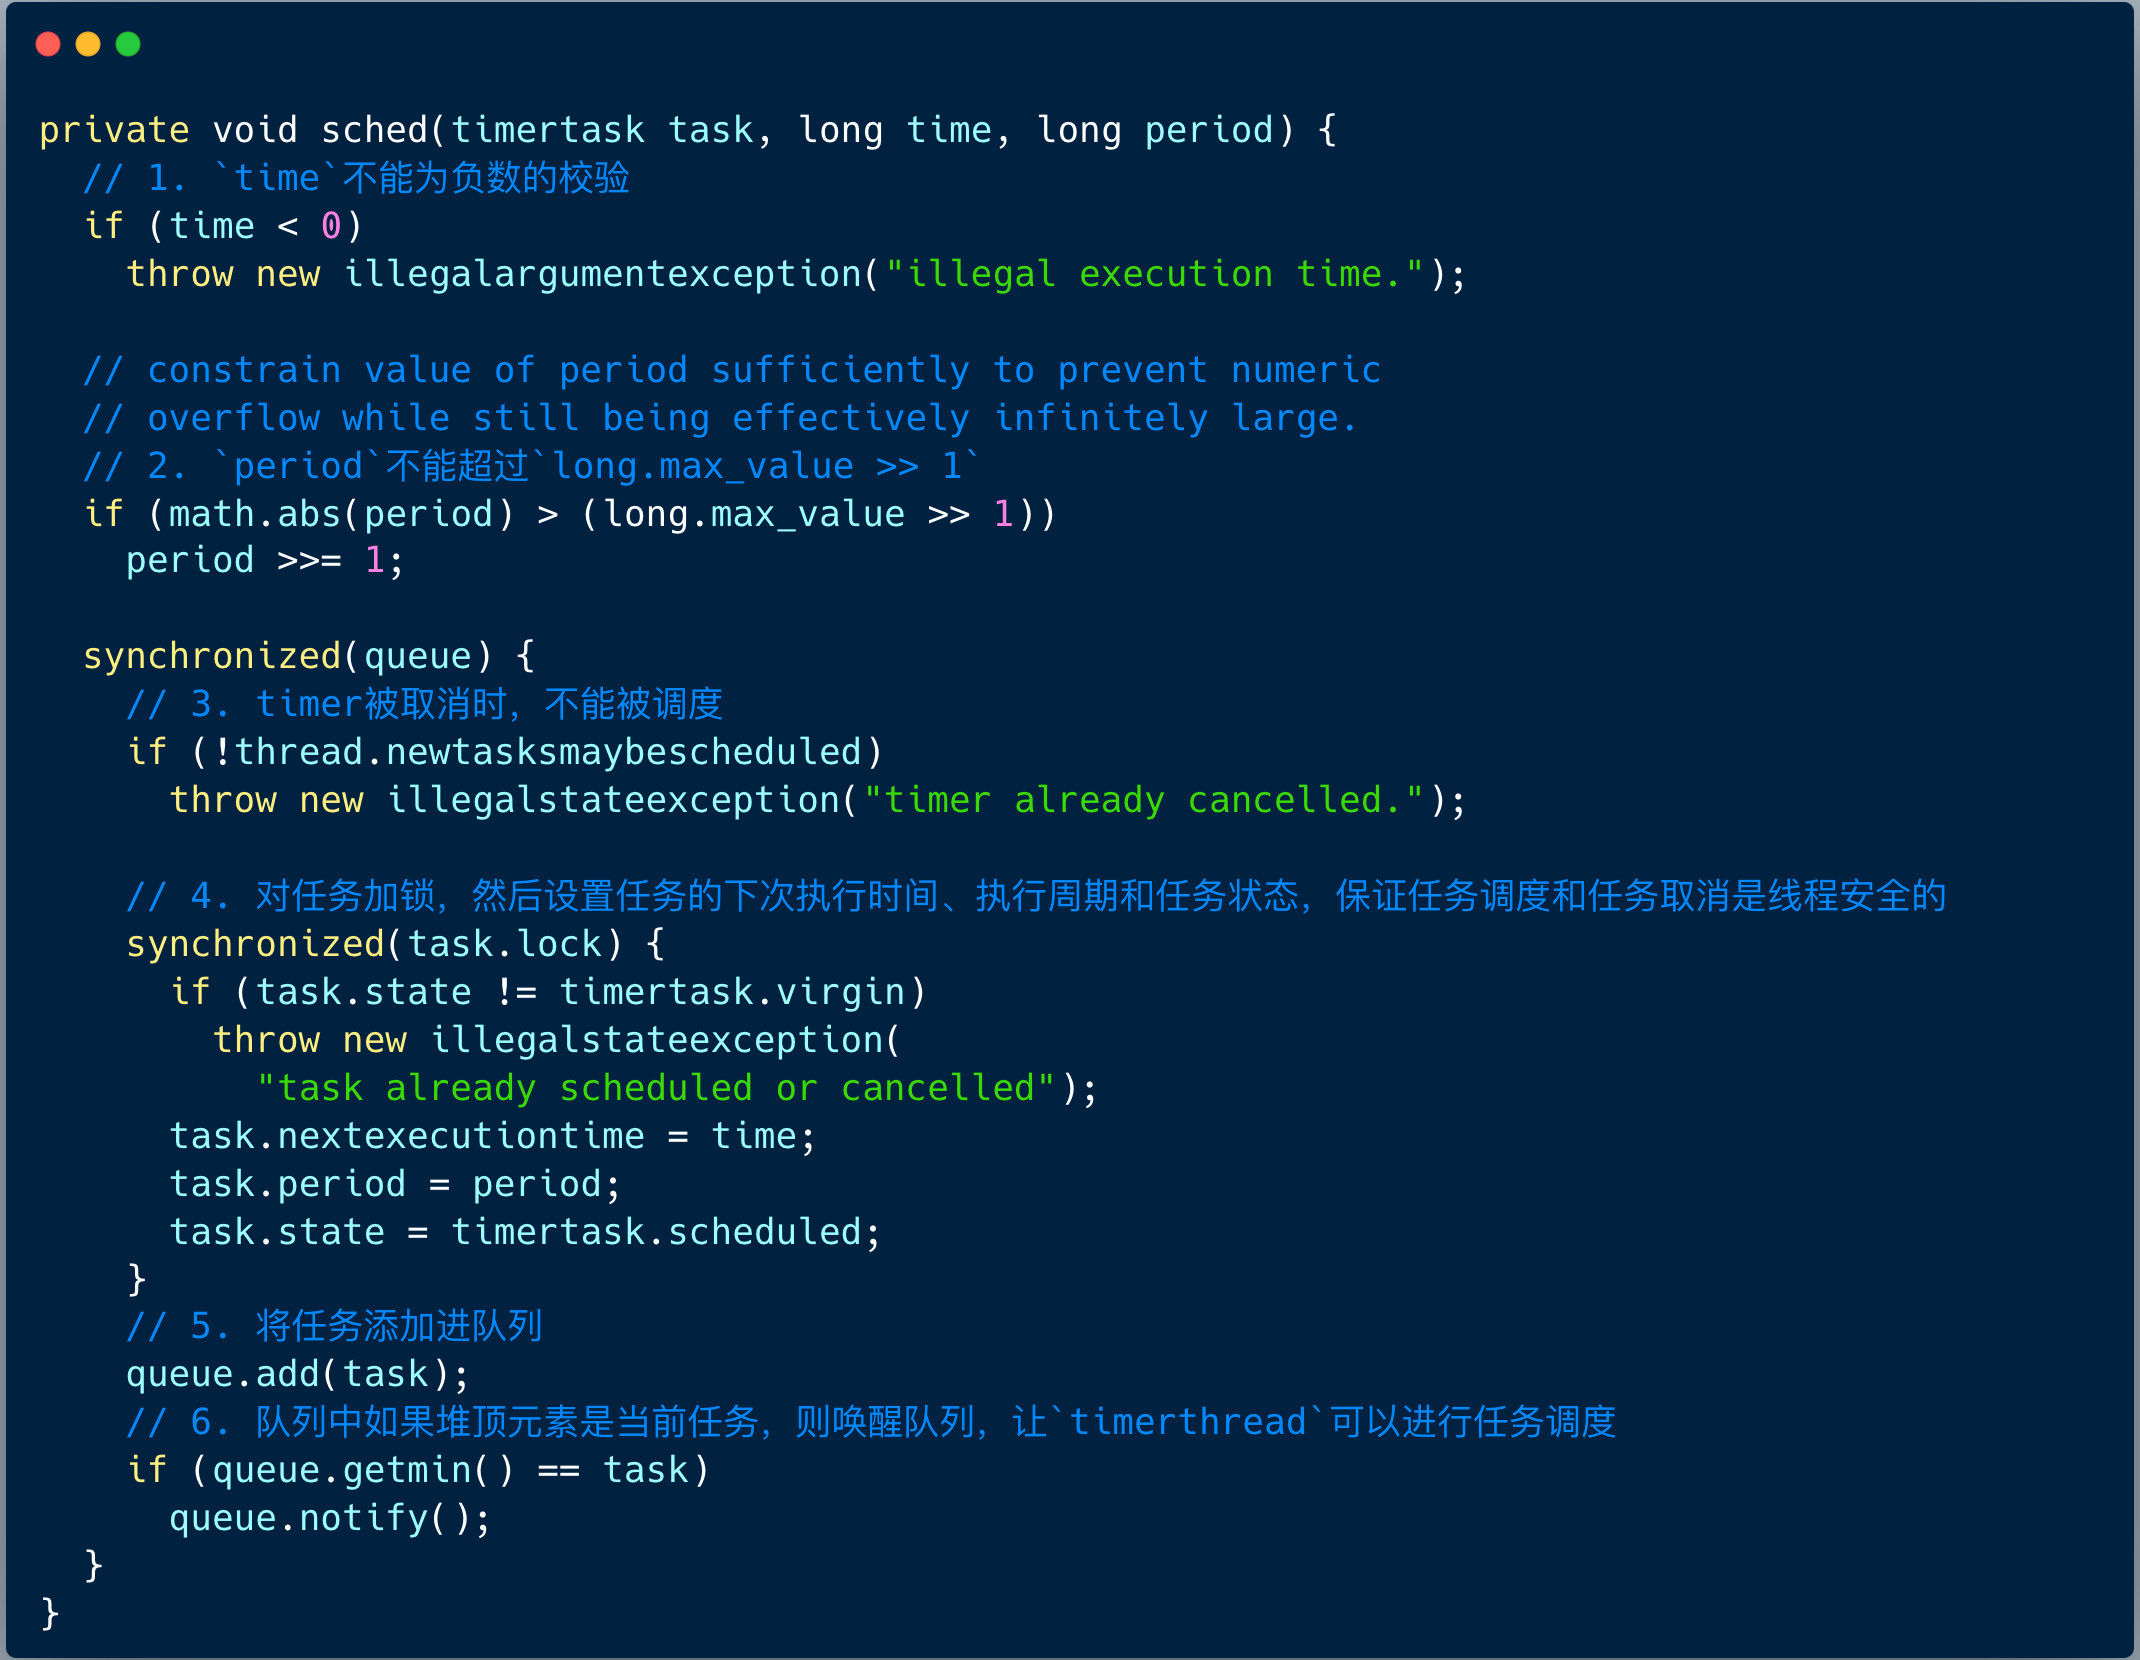 private void sched(timertask task, long time, long period) {
  // 1. `time`不能为负数的校验
  if (time < 0)
    throw new illegalargumentexception("illegal execution time.");

  // constrain value of period sufficiently to prevent numeric
  // overflow while still being effectively infinitely large.
  // 2. `period`不能超过`long.max_value >> 1`
  if (math.abs(period) > (long.max_value >> 1))
    period >>= 1;

  synchronized(queue) {
    // 3. timer被取消时，不能被调度
    if (!thread.newtasksmaybescheduled)
      throw new illegalstateexception("timer already cancelled.");

    // 4. 对任务加锁，然后设置任务的下次执行时间、执行周期和任务状态，保证任务调度和任务取消是线程安全的
    synchronized(task.lock) {
      if (task.state != timertask.virgin)
        throw new illegalstateexception(
          "task already scheduled or cancelled");
      task.nextexecutiontime = time;
      task.period = period;
      task.state = timertask.scheduled;
    }
    // 5. 将任务添加进队列
    queue.add(task);
    // 6. 队列中如果堆顶元素是当前任务，则唤醒队列，让`timerthread`可以进行任务调度
    if (queue.getmin() == task)
      queue.notify();
  }
}